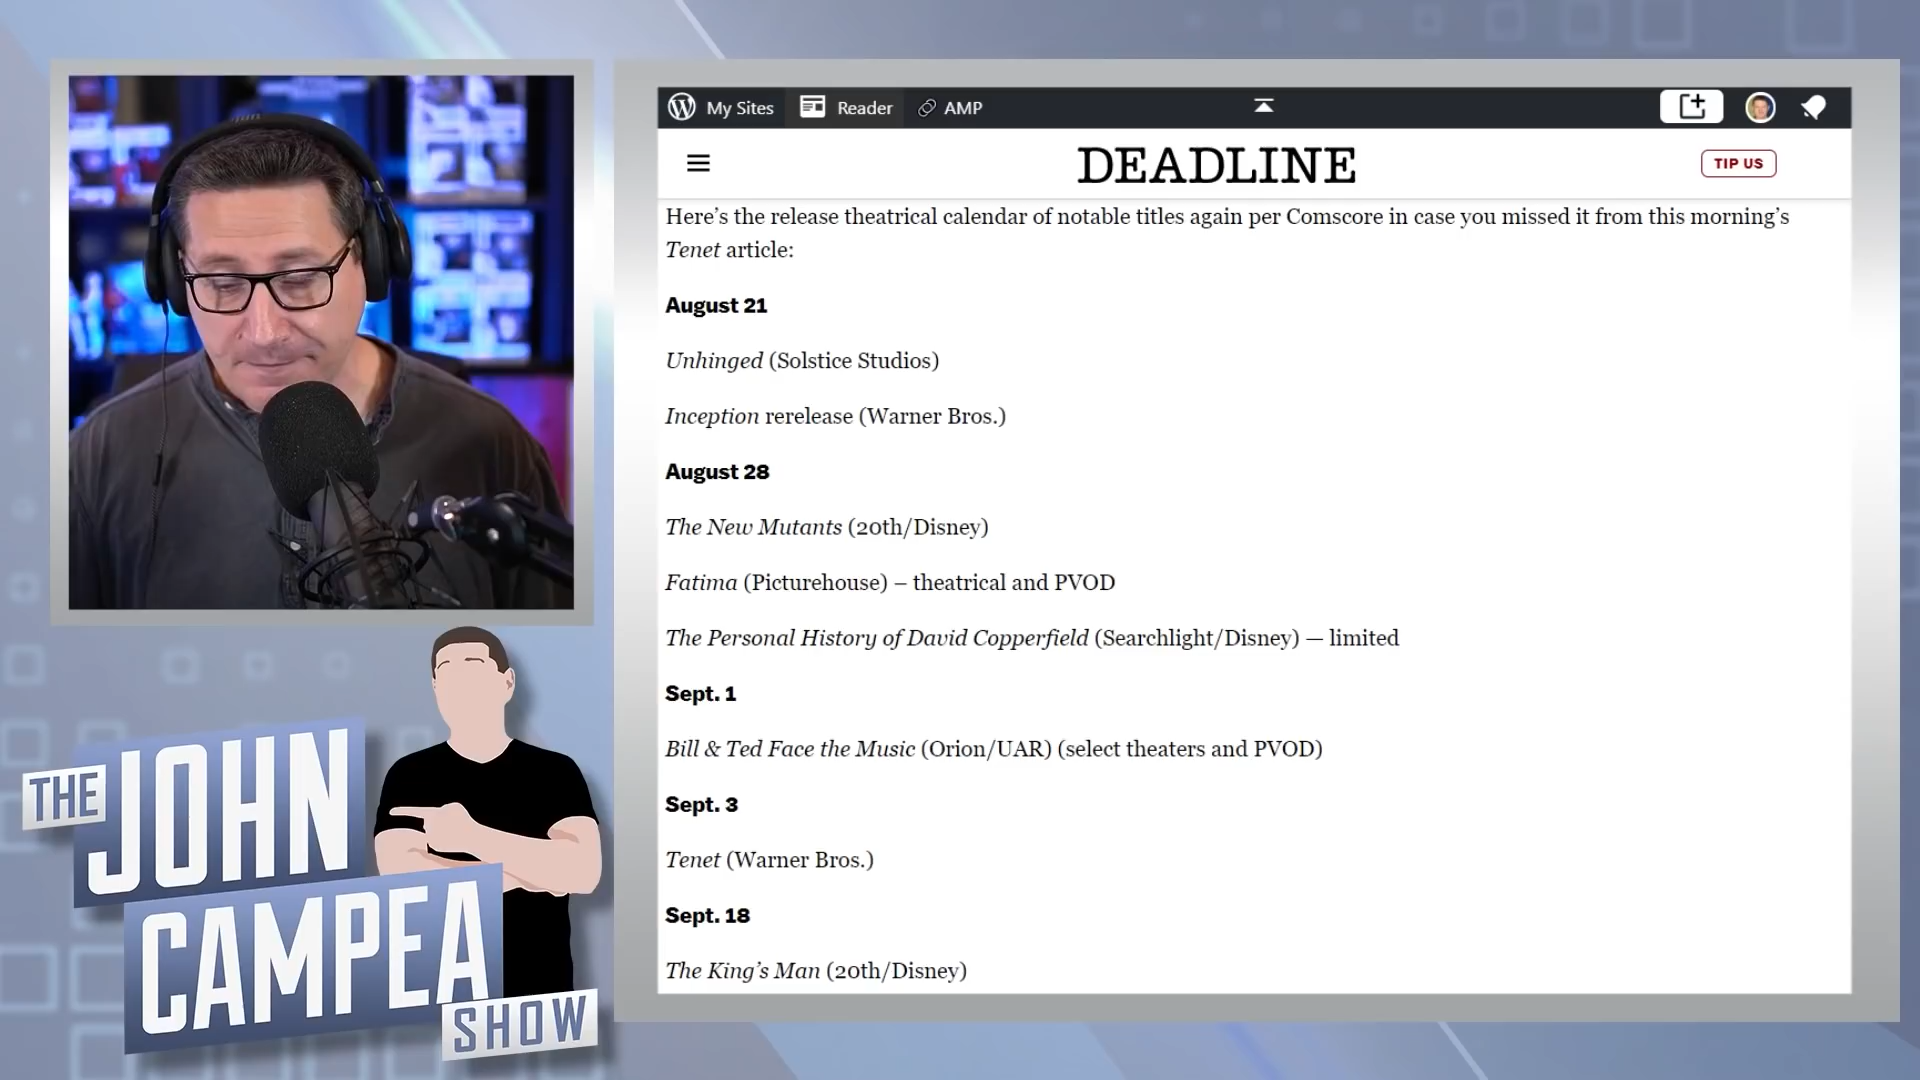 My Sites Reader AMP
DEADLINE
TIP US
Here’s the release theatrical calendar of notable titles again per Comscore in case you missed it from this morning’s
Tenet article:
August 21
Unhinged (Solstice Studios)
Inception rerelease (Warner Bros.)
August 28
The New Mutants (20th/Disney)
Fatima (Picturehouse) – theatrical and PVOD
The Personal History of David Copperfield (Searchlight/Disney) — limited
Sept. 1
Bill & Ted Face the Music (Orion/UAR) (select theaters and PVOD)
Sept. 3
Tenet (Warner Bros.)
Sept. 18
The King’s Man (20th/Disney)
THE
JOHN
CAMPEA
SHOW